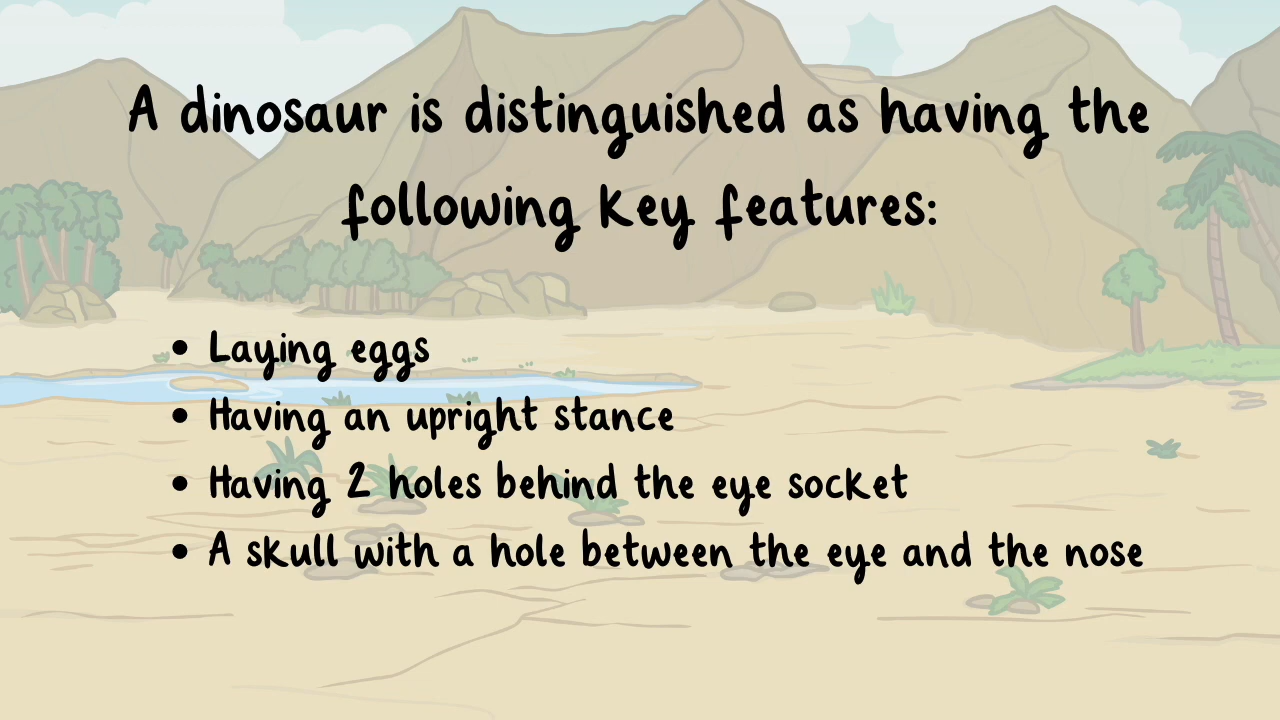 A dinosaur is distinguished as having the
following key features:
• Laying eggs
• Having an upright stance
• Having 2 holes behind the eye socket
• A skull with a hole between the eye and the nose